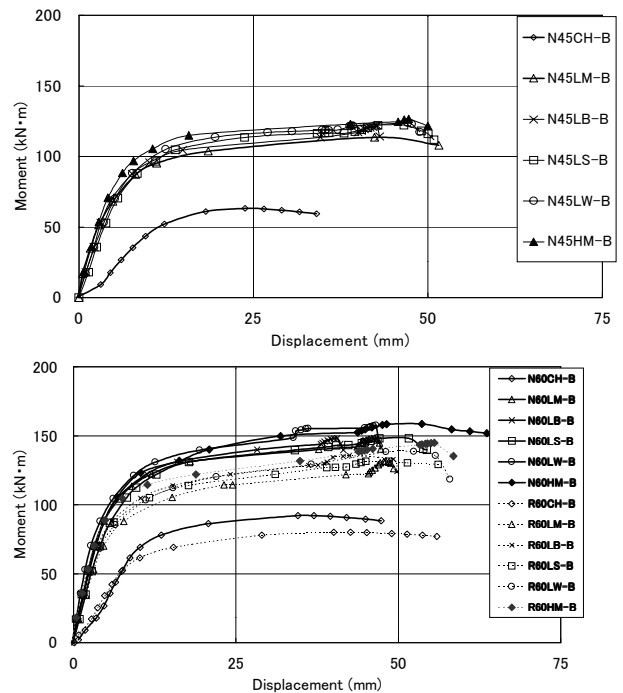 200
150
100
50
0
Moment (kN・m)
0
25
50
75
Displacement (mm)
N45CH-B
N45LM-B
N45LB-B
N45LS-B
N45LW-B
N45HM-B
200
150
100
50
0
Moment (kN・m)
0
25
50
75
Displacement (mm)
N60CH-B
N60LM-B
N60LB-B
N60LS-B
N60LW-B
N60HM-B
R60CH-B
R60LM-B
R60LB-B
R60LS-B
R60LW-B
R60HM-B